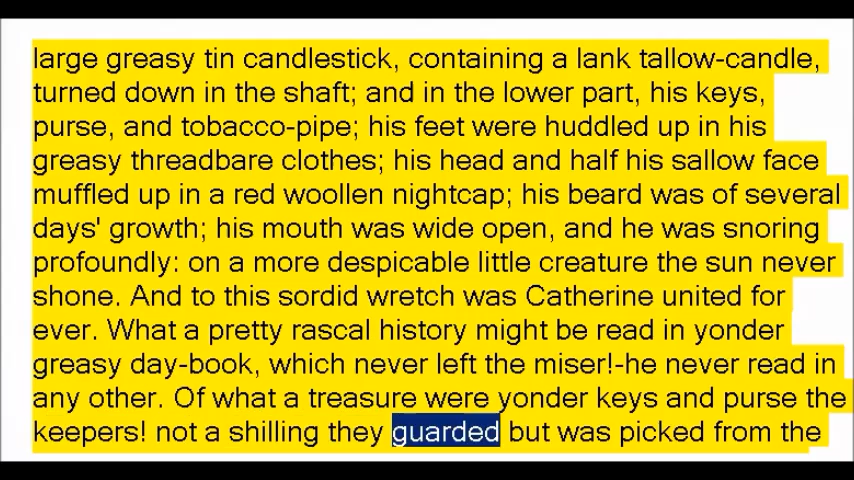 large greasy tin candlestick, containing a lank tallow-candle,
turned down in the shaft; and in the lower part, his keys,
purse, and tobacco-pipe; his feet were huddled up in his
greasy threadbare clothes; his head and half his sallow face
muffled up in a red woollen nightcap; his beard was of several
days' growth; his mouth was wide open, and he was snoring
profoundly: on a more despicable little creature the sun never
shone. And to this sordid wretch was Catherine united for
ever. What a pretty rascal history might be read in yonder
greasy day-book, which never left the miser!-he never read in
any other. Of what a treasure were yonder keys and purse the
keepers! not a shilling they guarded but was picked from the